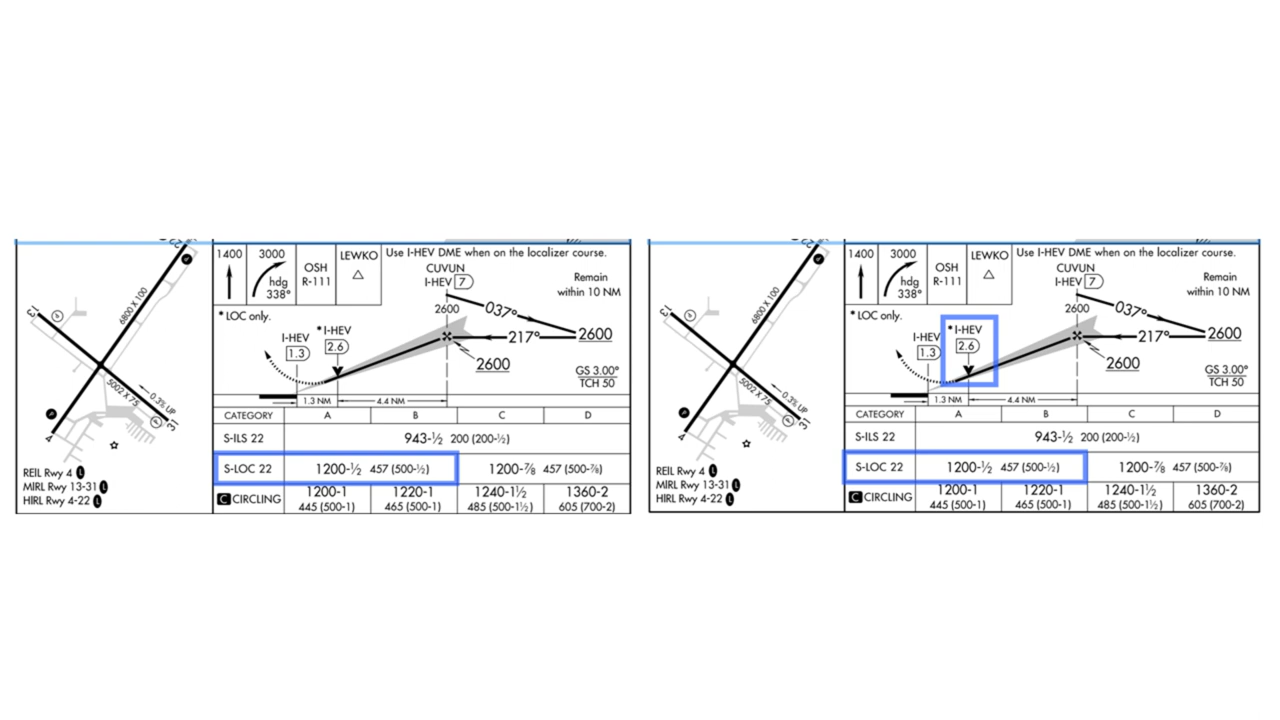 1400 3000 hdg 338° OSH R-111 LEWKO Use I-HEV DME when on the localizer course.
CUVUN
I-HEV 7
Remain
within 10 NM
2600
037°
* LOC only.
2600
217°
*I-HEV
2.6
I-HEV
1.3
2600
GS 3.00°
TCH 50
1.3 NM 4.4 NM
6800 X 100
5002 X 75
0.3% UP
13
31
4
REIL Rwy 4 L
MIRL Rwy 13-31 L
HIRL Rwy 4-22 L
CATEGORY A B C D
S-ILS 22 943-½ 200 (200-½)
S-LOC 22 1200-½ 457 (500-½) 1200-⅞ 457 (500-⅞)
C CIRCLING 1200-1 1220-1 1240-1½ 1360-2
445 (500-1) 465 (500-1) 485 (500-1½) 605 (700-2)
1400 3000 hdg 338° OSH R-111 LEWKO Use I-HEV DME when on the localizer course.
CUVUN
I-HEV 7
Remain
within 10 NM
2600
037°
* LOC only.
2600
217°
*I-HEV
2.6
I-HEV
1.3
2600
GS 3.00°
TCH 50
1.3 NM 4.4 NM
6800 X 100
5002 X 75
0.3% UP
13
31
4
REIL Rwy 4 L
MIRL Rwy 13-31 L
HIRL Rwy 4-22 L
CATEGORY A B C D
S-ILS 22 943-½ 200 (200-½)
S-LOC 22 1200-½ 457 (500-½) 1200-⅞ 457 (500-⅞)
C CIRCLING 1200-1 1220-1 1240-1½ 1360-2
445 (500-1) 465 (500-1) 485 (500-1½) 605 (700-2)